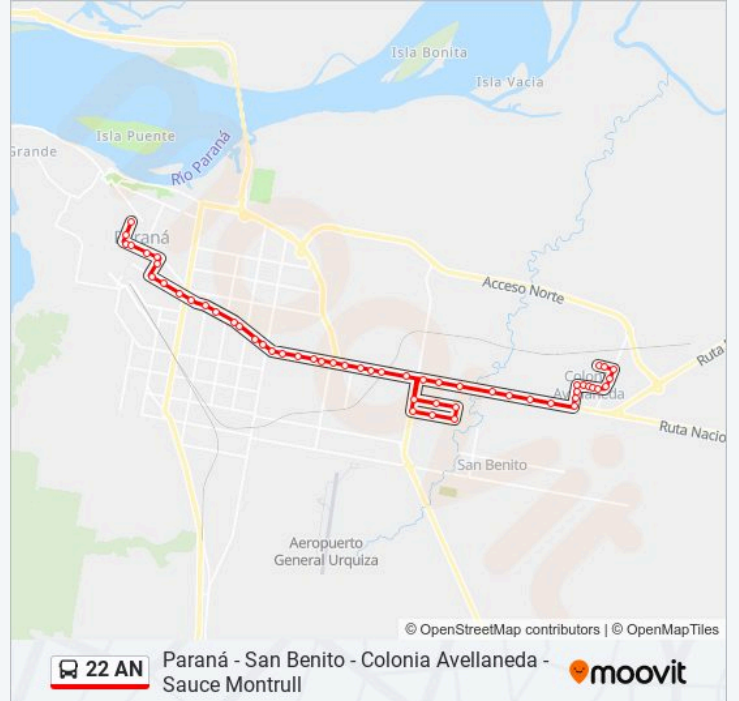 Isla Bonita
Isla Vacia
Isla Puente
Grande
Río Paraná
Paraná
Acceso Norte
Colonia
Avellaneda
Ruta
Ruta Nacio
San Benito
Aeropuerto
General Urquiza
© OpenStreetMap contributors | © OpenMapTiles
22 AN
Paraná - San Benito - Colonia Avellaneda -
Sauce Montrull
moovit